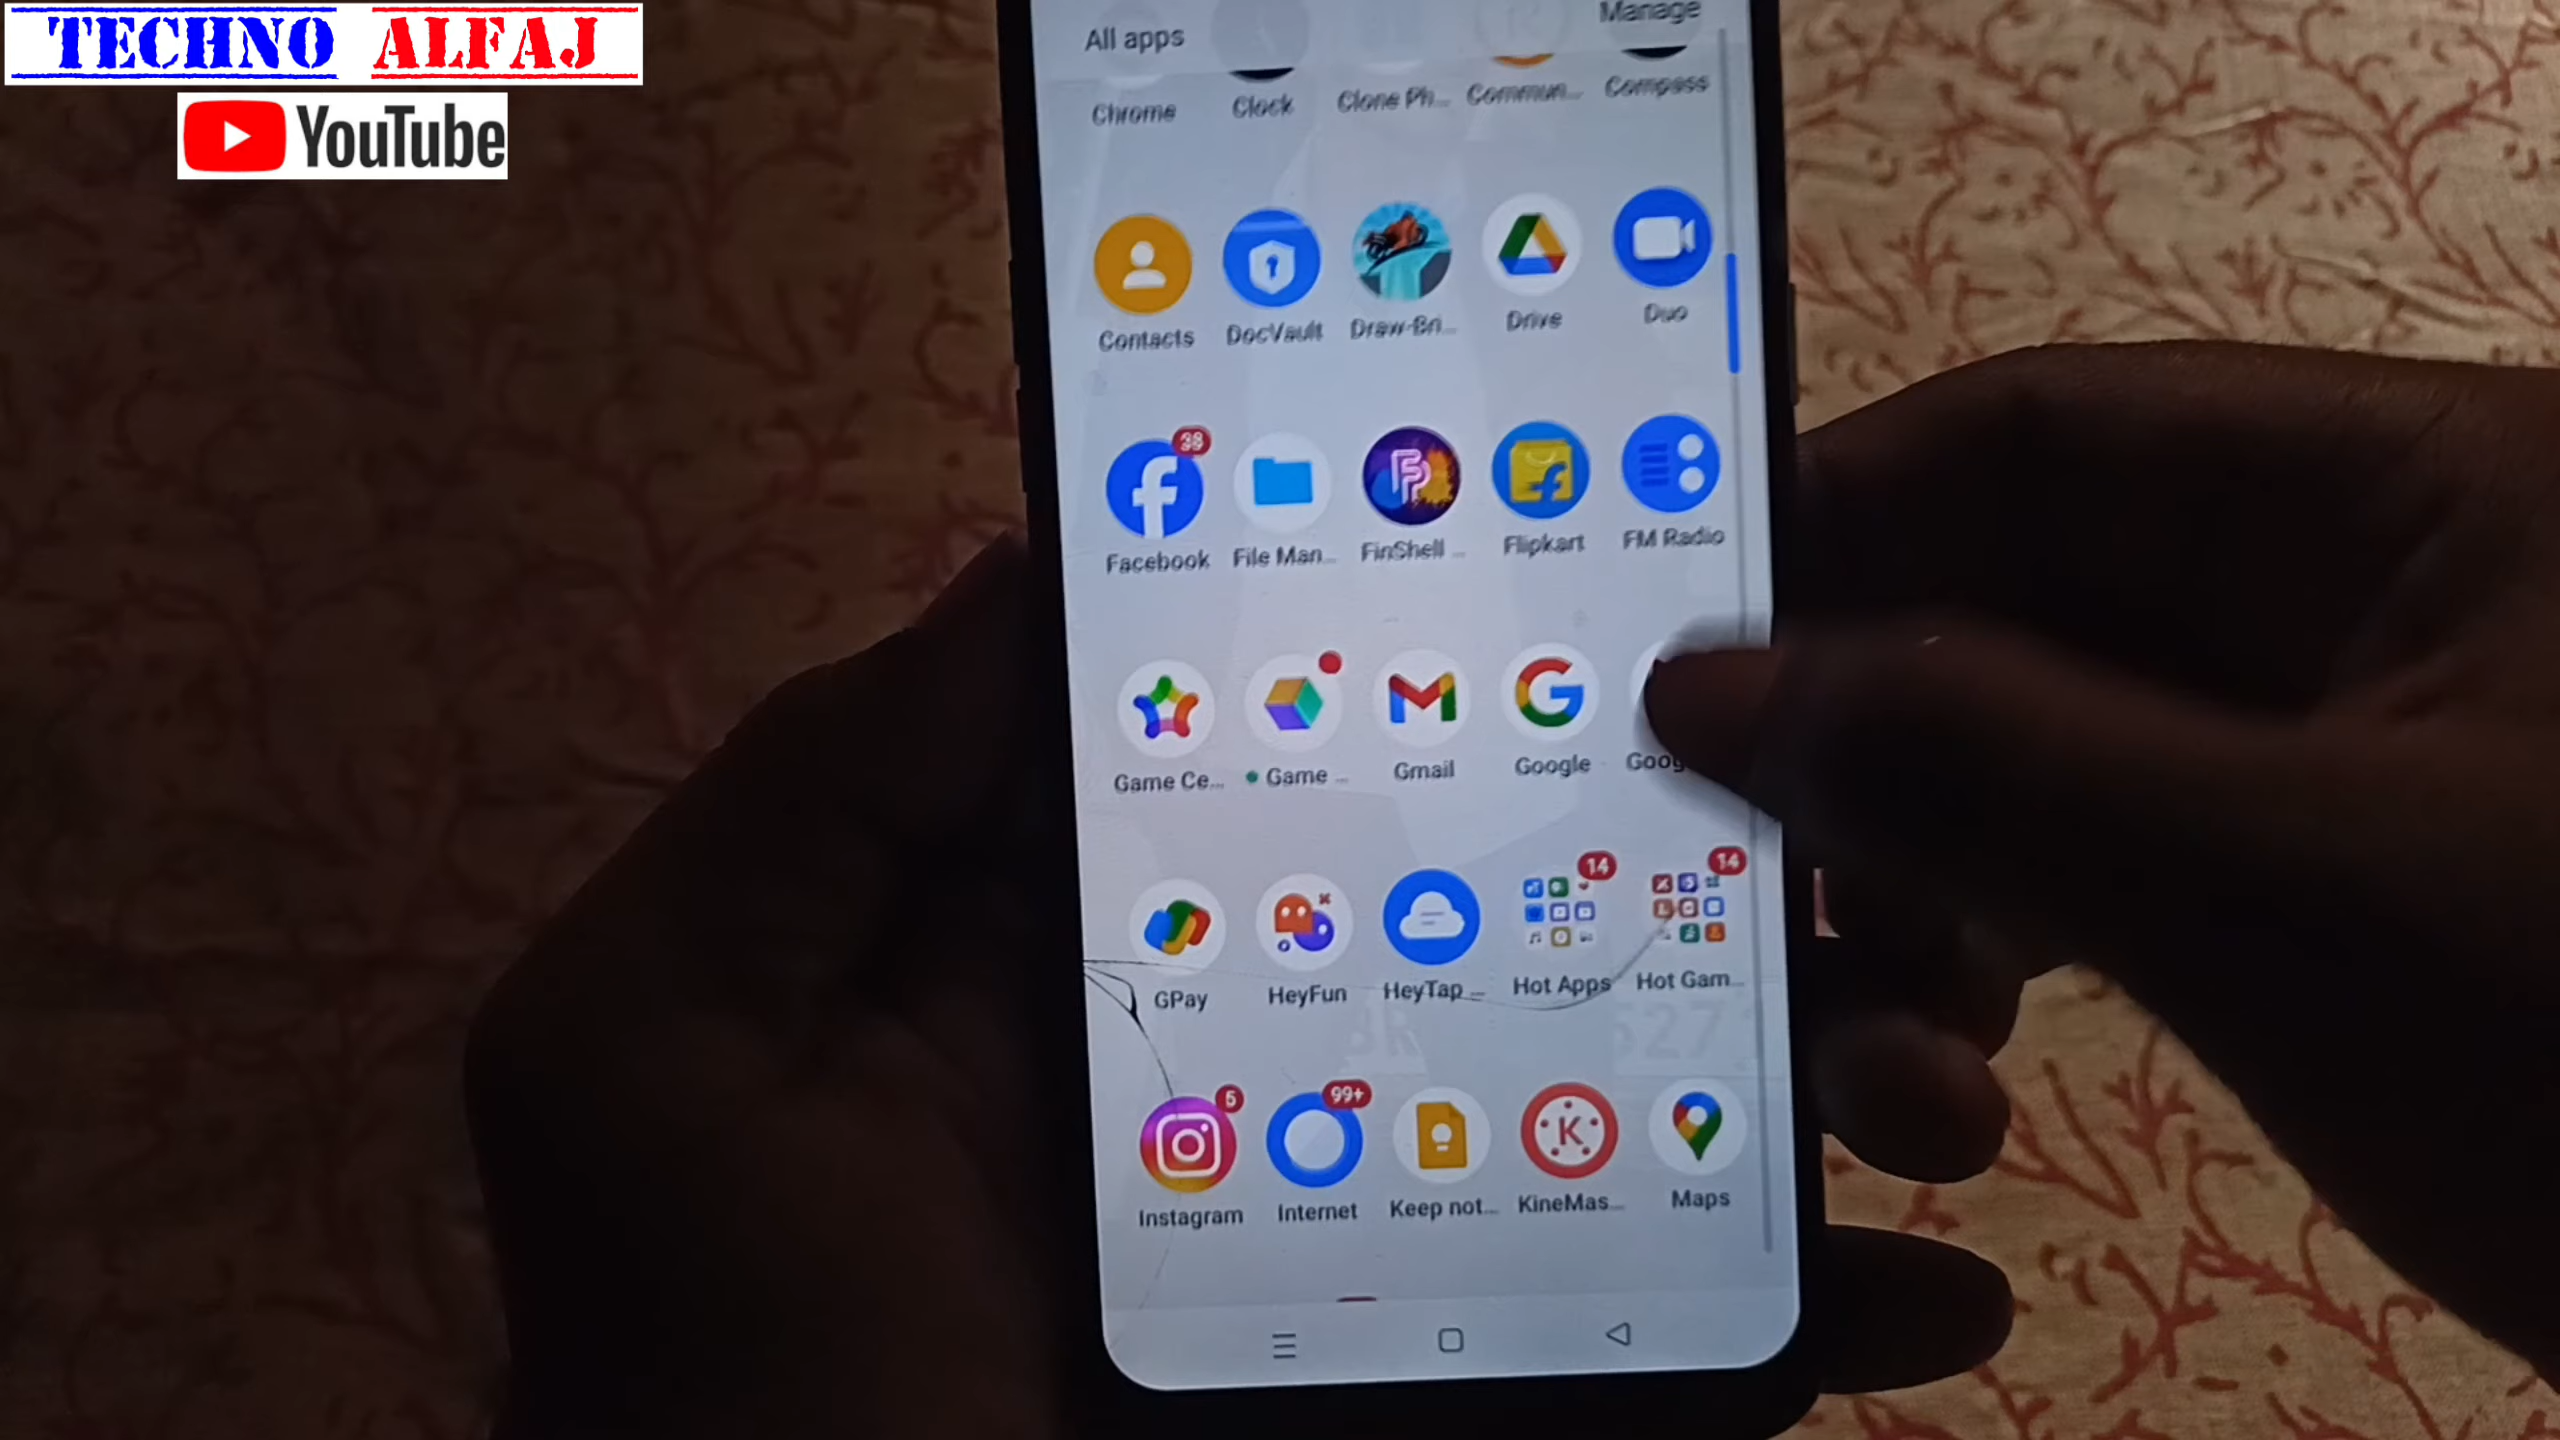 TECHNO ALFAJ
YouTube
All apps
Manage
Chrome
Clock
Clone Ph...
Commun...
Compass
Contacts
DocVault
Draw-Bri...
Drive
Duo
Facebook
38
File Man...
FinShell ...
Flipkart
FM Radio
Game Ce...
Game ...
Gmail
Google
Goog
GPay
HeyFun
HeyTap ...
Hot Apps
14
Hot Gam...
14
Instagram
5
Internet
99+
Keep not...
KineMas...
K
Maps